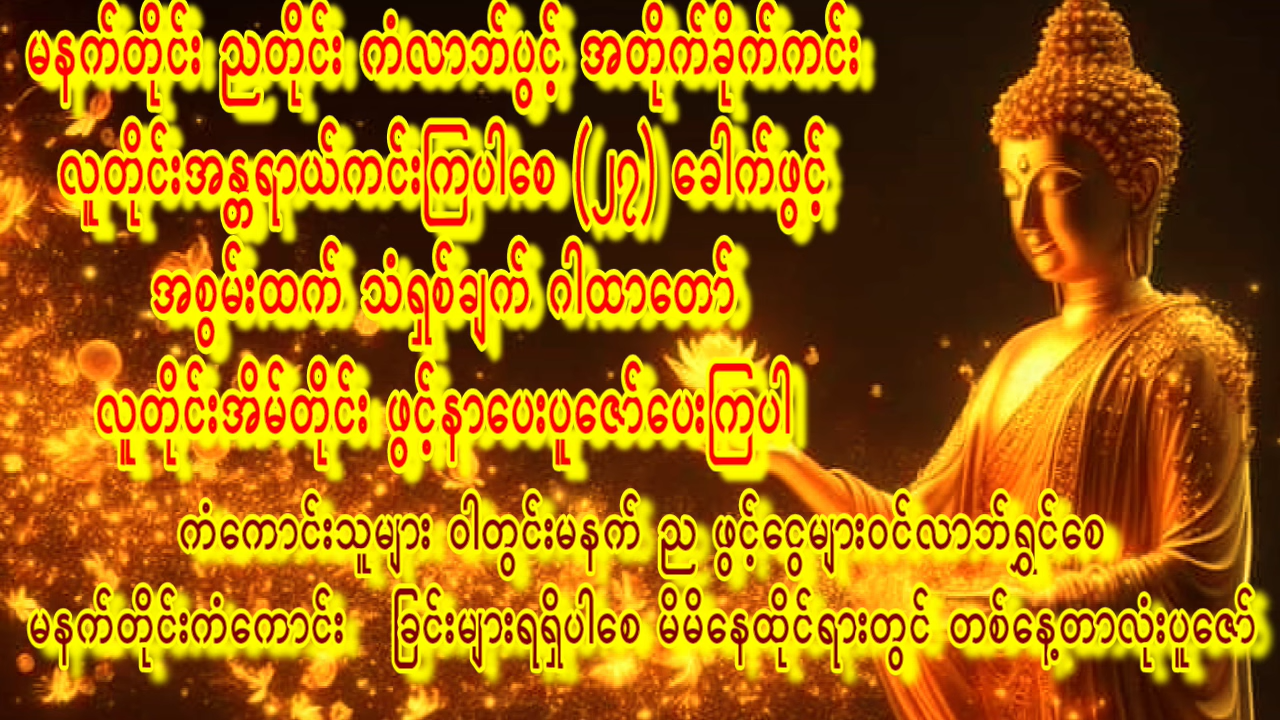 မနက်တိုင်း ညတိုင်း ကံလာဘ်ပွင့် အတိုက်ခိုက်ကင်း
လူတိုင်းအန္တရာယ်ကင်းကြပါစေ (၂၇) ခေါက်ဖွင့်
အစွမ်းထက် သံရှစ်ချက် ဂါထာတော်
လူတိုင်းအိမ်တိုင်း ဖွင့်နာပေးပူဇော်ပေးကြပါ
ကံကောင်းသူများ ဝါတွင်းမနက် ည ဖွင့်ငွေများဝင်လာဘ်ရွှင်စေ
မနက်တိုင်းကံကောင်း ခြင်းများရရှိပါစေ မိမိနေထိုင်ရားတွင် တစ်နေ့တာလုံးပူဇော်